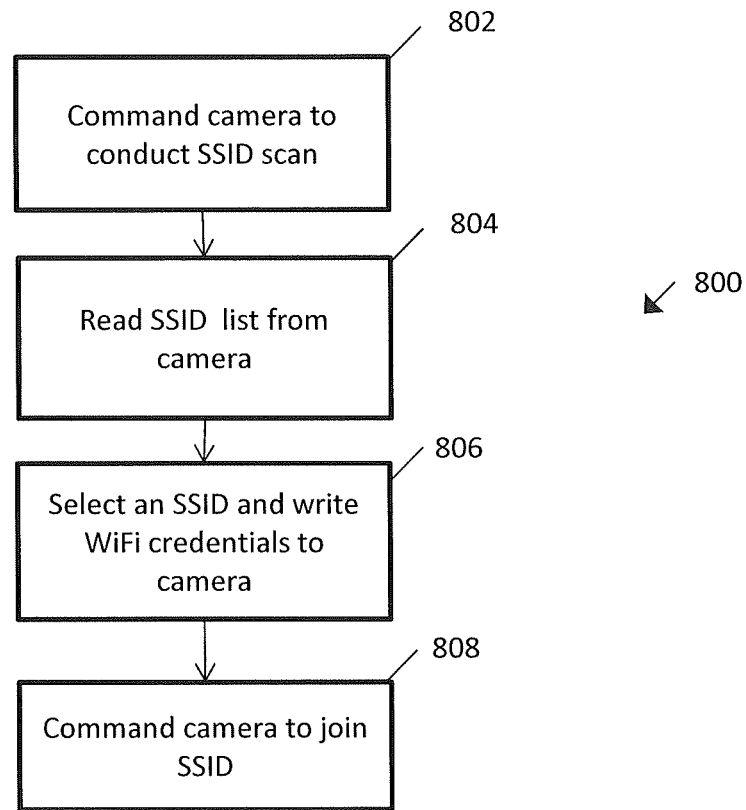 802
Command camera to
conduct SSID scan
804
800
Read SSID list from
camera
806
Select an SSID and write
WiFi credentials to
camera
808
Command camera to join
SSID